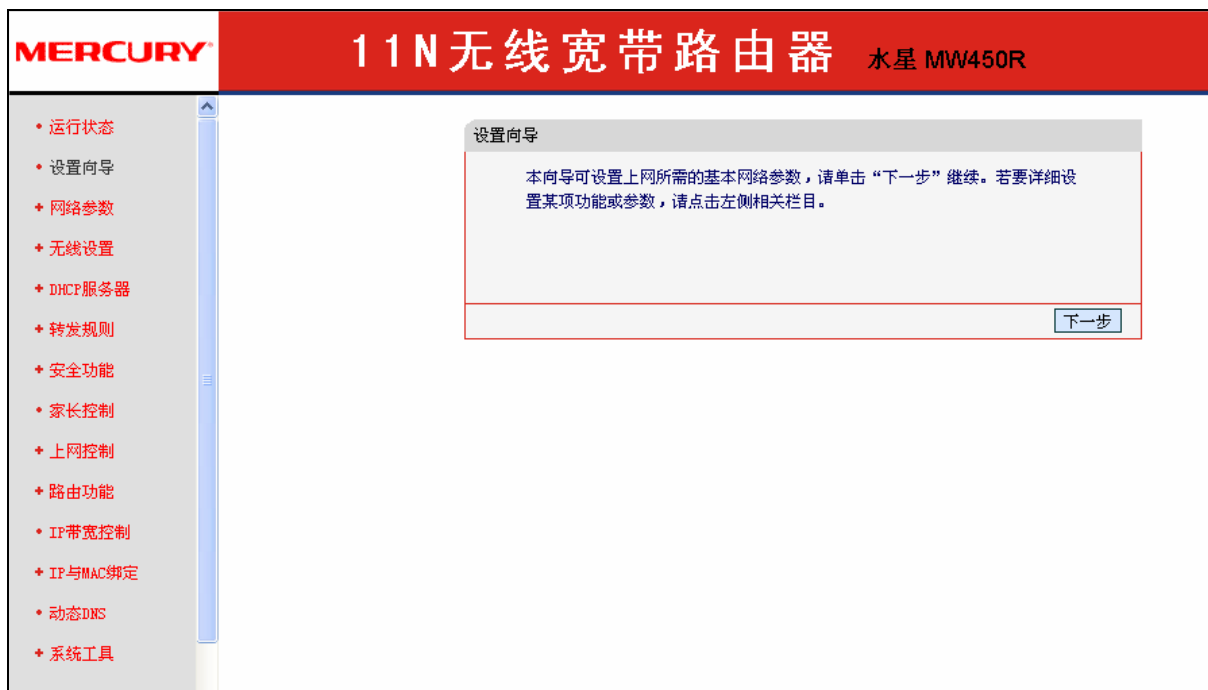 MERCURY
11N无线宽带路由器 水星 MW450R
• 运行状态
• 设置向导
+ 网络参数
+ 无线设置
+ DHCP服务器
+ 转发规则
+ 安全功能
• 家长控制
+ 上网控制
+ 路由功能
• IP带宽控制
+ IP与MAC绑定
• 动态DNS
+ 系统工具
设置向导
本向导可设置上网所需的基本网络参数，请单击“下一步”继续。若要详细设
置某项功能或参数，请点击左侧相关栏目。
下一步